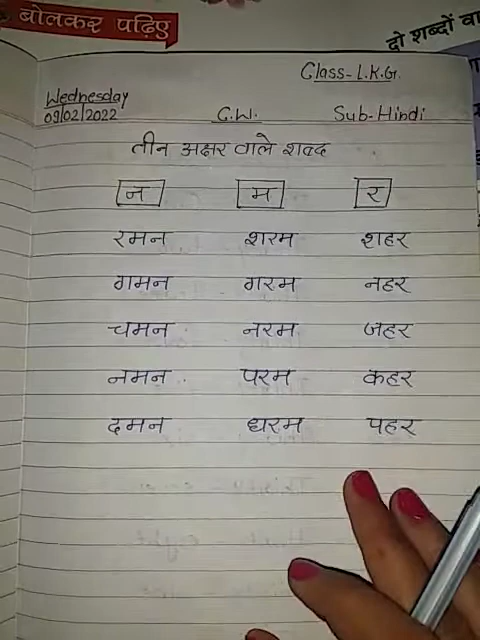 बोलकर पढ़िए
दो शब्दों वा
Class-L.K.G.
Wednesday
09/02/2022 C.W. Sub-Hindi
तीन अक्षर वाले शब्द
न म र
रमन शरम शहर
गमन गरम नहर
चमन नरम जहर
नमन परम कहर
दमन धरम पहर